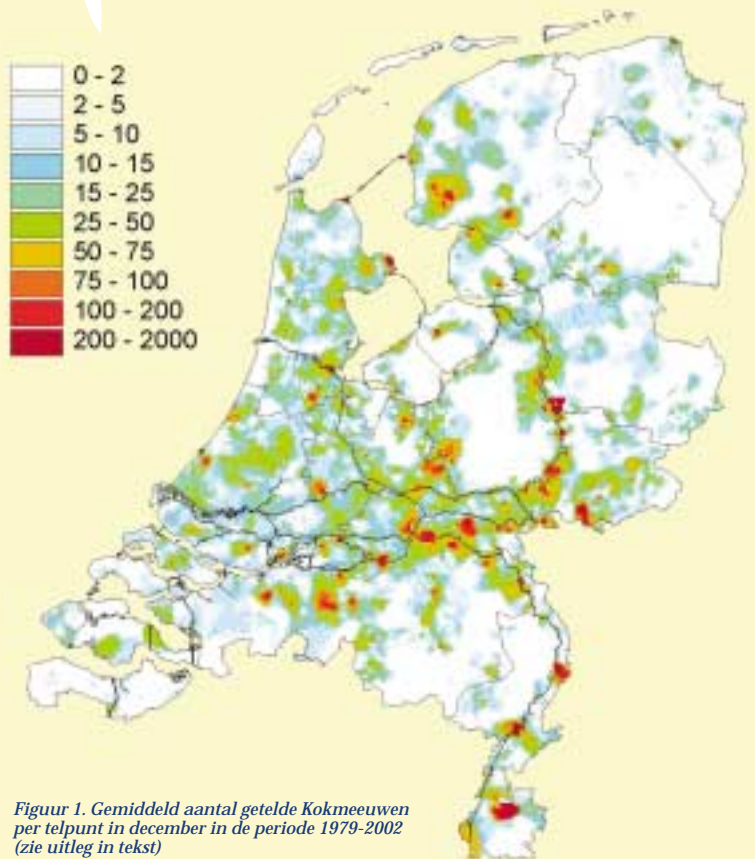 0 - 2
2 - 5
5 - 10
10 - 15
15 - 25
25 - 50
50 - 75
75 - 100
100 - 200
200 - 2000
Figuur 1. Gemiddeld aantal getelde Kokmeeuwen
per telpunt in december in de periode 1979-2002
(zie uitleg in tekst)